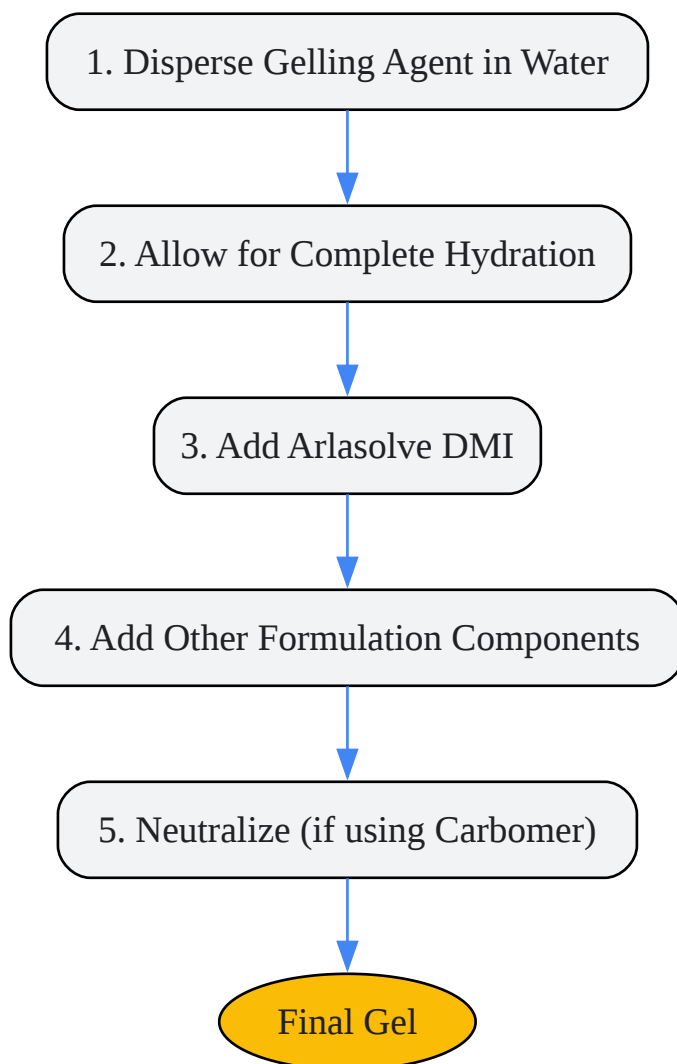 1. Disperse Gelling Agent in Water
2. Allow for Complete Hydration
3. Add Arlasolve DMI
4. Add Other Formulation Components
5. Neutralize (if using Carbomer)
Final Gel